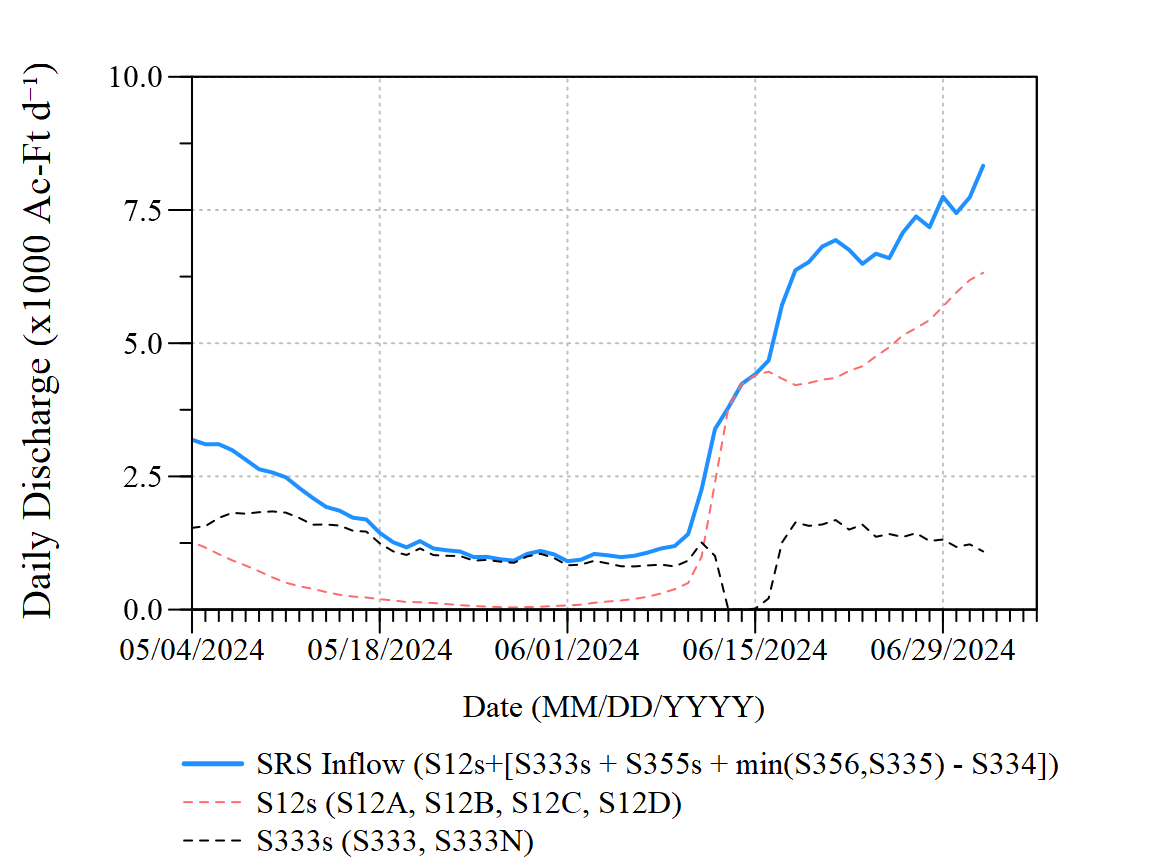 Daily Discharge (x1000 Ac-Ft d⁻¹)
10.0
7.5
5.0
2.5
0.0
05/04/2024 05/18/2024 06/01/2024 06/15/2024 06/29/2024
Date (MM/DD/YYYY)
SRS Inflow (S12s+[S333s + S355s + min(S356,S335) - S334])
S12s (S12A, S12B, S12C, S12D)
S333s (S333, S333N)